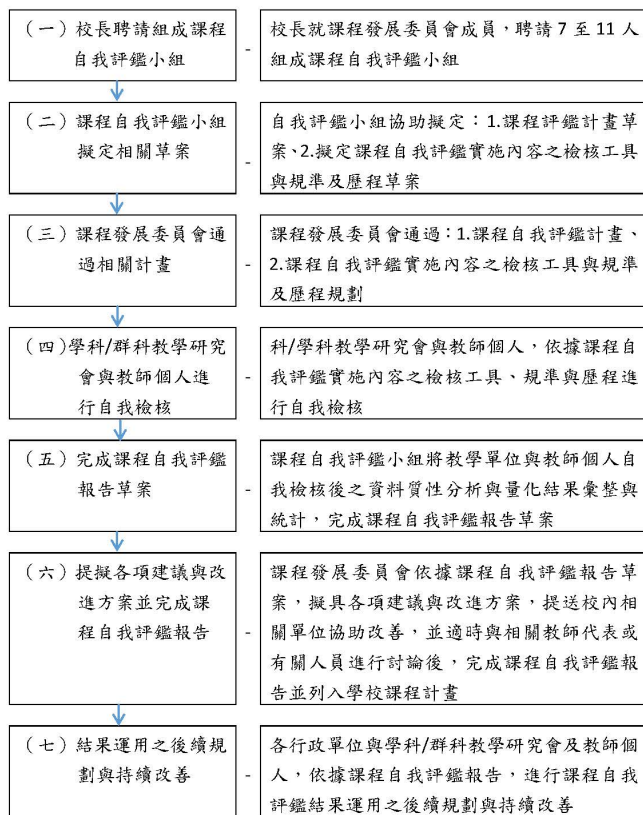 （一）校長聘請組成課程
自我評鑑小組
-
校長就課程發展委員會成員，聘請 7 至 11 人
組成課程自我評鑑小組
（二）課程自我評鑑小組
擬定相關草案
-
自我評鑑小組協助擬定：1.課程評鑑計畫草
案、2.擬定課程自我評鑑實施內容之檢核工具
與規準及歷程草案
（三）課程發展委員會通
過相關計畫
-
課程發展委員會通過：1.課程自我評鑑計畫、
2.課程自我評鑑實施內容之檢核工具與規準
及歷程規劃
（四）學科/群科教學研究
會與教師個人進
行自我檢核
-
科/學科教學研究會與教師個人，依據課程自
我評鑑實施內容之檢核工具、規準與歷程進
行自我檢核
（五）完成課程自我評鑑
報告草案
-
課程自我評鑑小組將教學單位與教師個人自
我檢核後之資料質性分析與量化結果彙整與
統計，完成課程自我評鑑報告草案
（六）提擬各項建議與改
進方案並完成課
程自我評鑑報告
-
課程發展委員會依據課程自我評鑑報告草
案，擬具各項建議與改進方案，提送校內相
關單位協助改善，並適時與相關教師代表或
有關人員進行討論後，完成課程自我評鑑報
告並列入學校課程計畫
（七）結果運用之後續規
劃與持續改善
-
各行政單位與學科/群科教學研究會及教師個
人，依據課程自我評鑑報告，進行課程自我
評鑑結果運用之後續規劃與持續改善